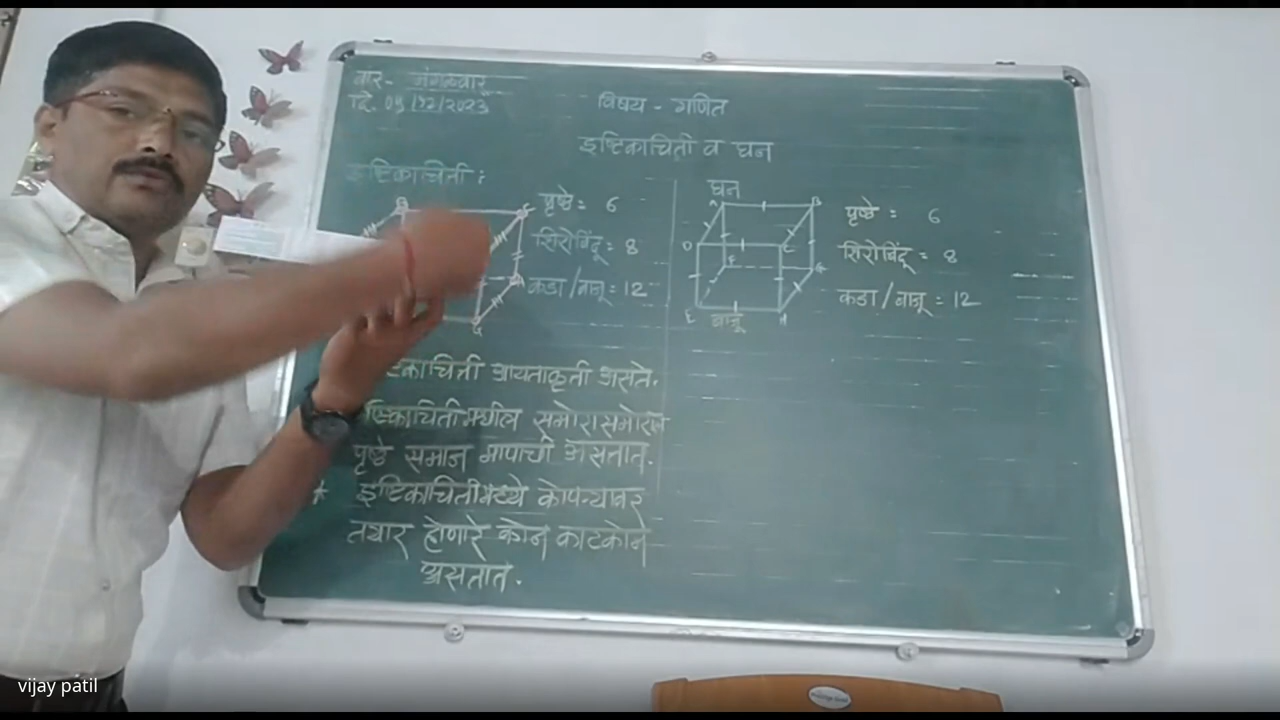 वार- मंगळवार
दि. 05/12/2023
विषय - गणित
इष्टिकाचिती व घन
इष्टिकाचिती :
पृष्ठे = 6
शिरोबिंदू = 8
कडा/बाजू = 12
घन
A B
D C
F G
E H
बाजू
पृष्ठे = 6
शिरोबिंदू = 8
कडा/बाजू = 12
काचिती आयताकृती असते.
ष्टिकाचितीमधील समोरासमोरील
पृष्ठे समान मापाची असतात.
* इष्टिकाचितीमध्ये कोपऱ्यावर
तयार होणारे कोन काटकोन
असतात.
vijay patil